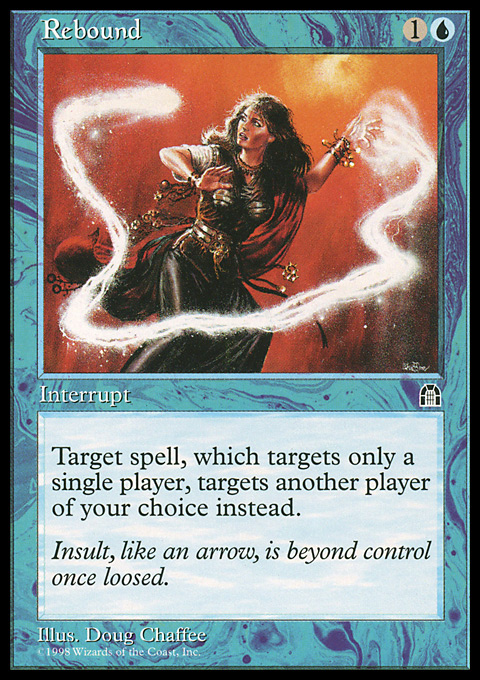 Rebound 1
Interrupt
Target spell, which targets only a
single player, targets another player
of your choice instead.
Insult, like an arrow, is beyond control
once loosed.
Illus. Doug Chaffee
©1998 Wizards of the Coast, Inc.